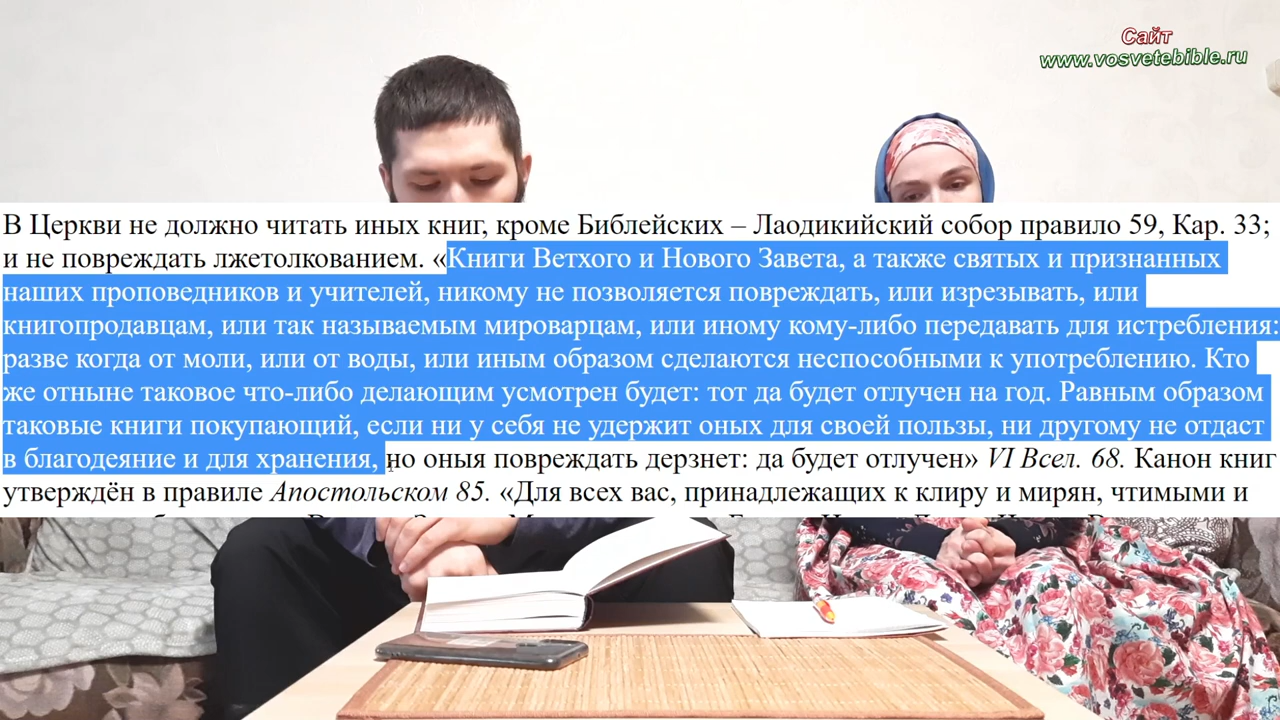 Сайт
www.vosvetebible.ru
В Церкви не должно читать иных книг, кроме Библейских – Лаодикийский собор правило 59, Кар. 33;
и не повреждать лжетолкованием. «Книги Ветхого и Нового Завета, а также святых и признанных
наших проповедников и учителей, никому не позволяется повреждать, или изрезывать, или
книгопродавцам, или так называемым мироварцам, или иному кому-либо передавать для истребления:
разве когда от моли, или от воды, или иным образом сделаются неспособными к употреблению. Кто
же отныне таковое что-либо делающим усмотрен будет: тот да будет отлучен на год. Равным образом
таковые книги покупающий, если ни у себя не удержит оных для своей пользы, ни другому не отдаст
в благодеяние и для хранения, но оныя повреждать дерзнет: да будет отлучен» VI Всел. 68. Канон книг
утверждён в правиле Апостольском 85. «Для всех вас, принадлежащих к клиру и мирян, чтимыми и